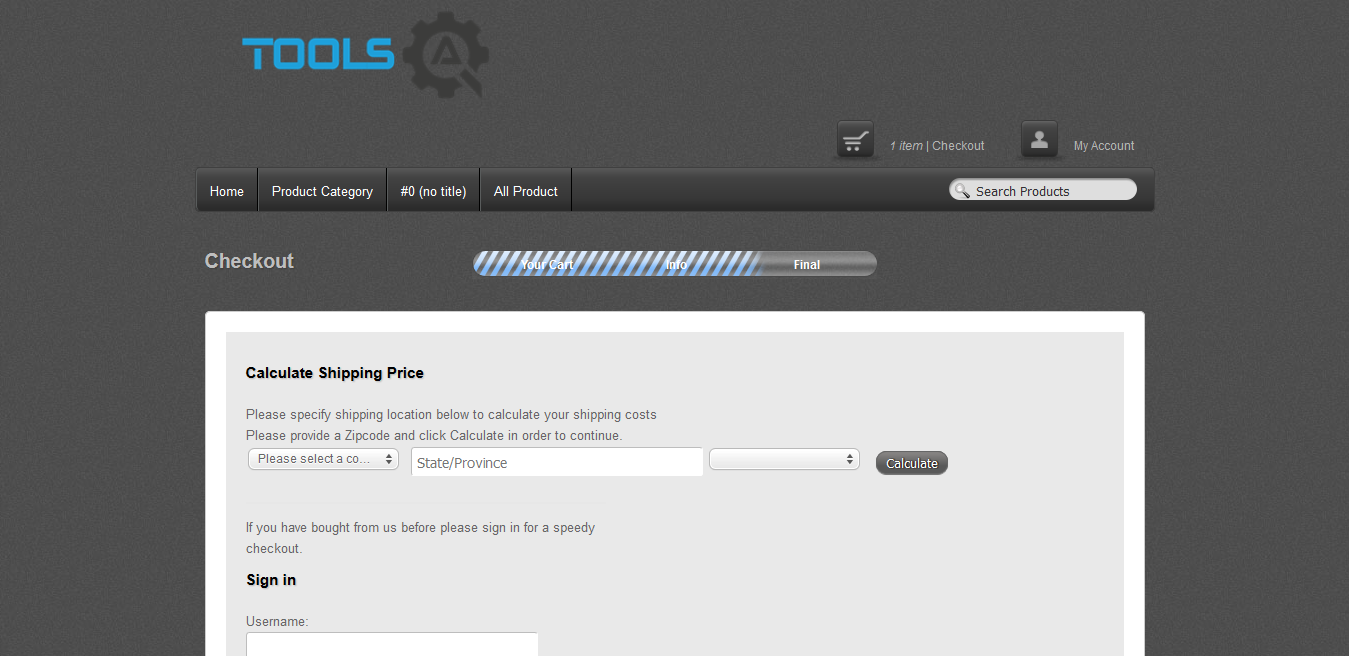 TOOLS
1 item | Checkout
My Account
Home
Product Category
#0 (no title)
All Product
Search Products
Checkout
Your Cart
Info
Final
Calculate Shipping Price
Please specify shipping location below to calculate your shipping costs
Please provide a Zipcode and click Calculate in order to continue.
Please select a co...
State/Province
Calculate
If you have bought from us before please sign in for a speedy
checkout.
Sign in
Username: